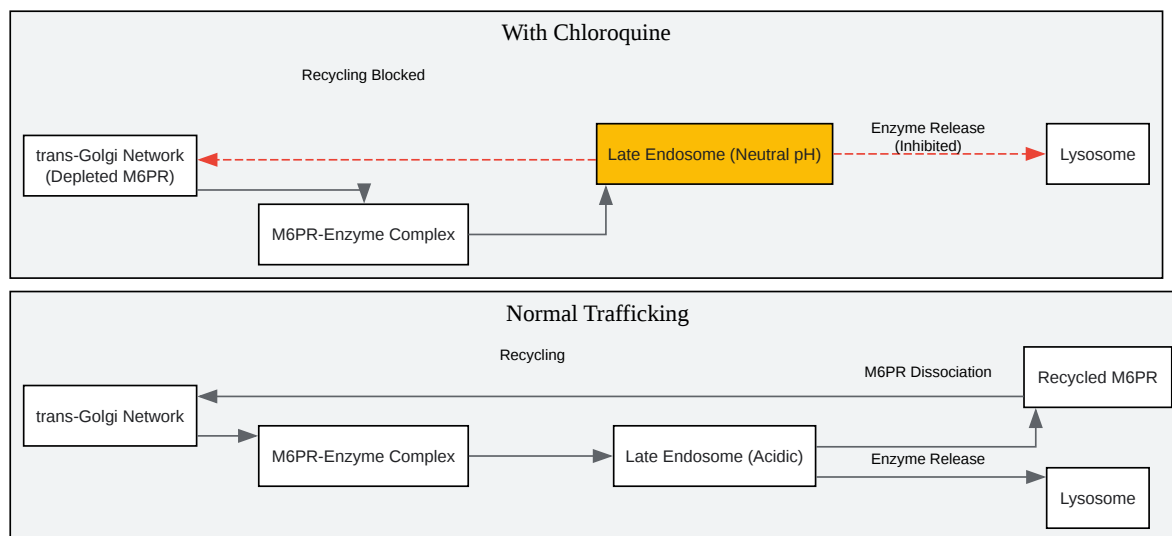 With Chloroquine
Recycling Blocked
trans-Golgi Network
(Depleted M6PR)
M6PR-Enzyme Complex
Late Endosome (Neutral pH)
Enzyme Release
(Inhibited)
Lysosome
Normal Trafficking
Recycling
M6PR Dissociation
Recycled M6PR
trans-Golgi Network
M6PR-Enzyme Complex
Late Endosome (Acidic)
Enzyme Release
Lysosome